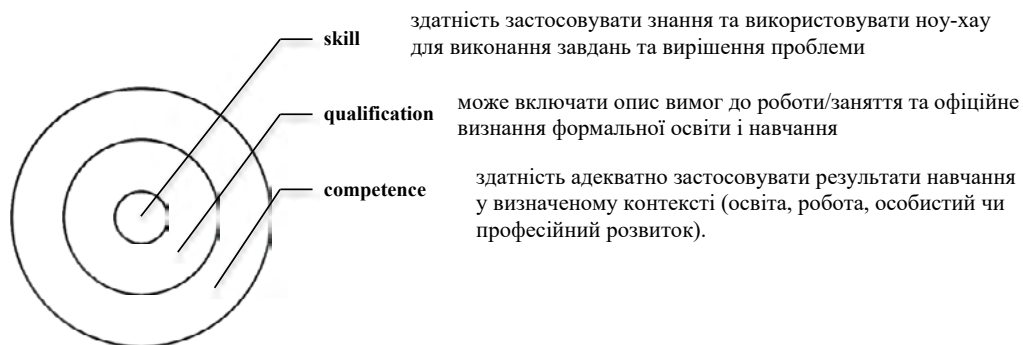 skill
здатність застосовувати знання та використовувати ноу-хау
для виконання завдань та вирішення проблеми
qualification
може включати опис вимог до роботи/заняття та офіційне
визнання формальної освіти і навчання
competence
здатність адекватно застосовувати результати навчання
у визначеному контексті (освіта, робота, особистий чи
професійний розвиток).